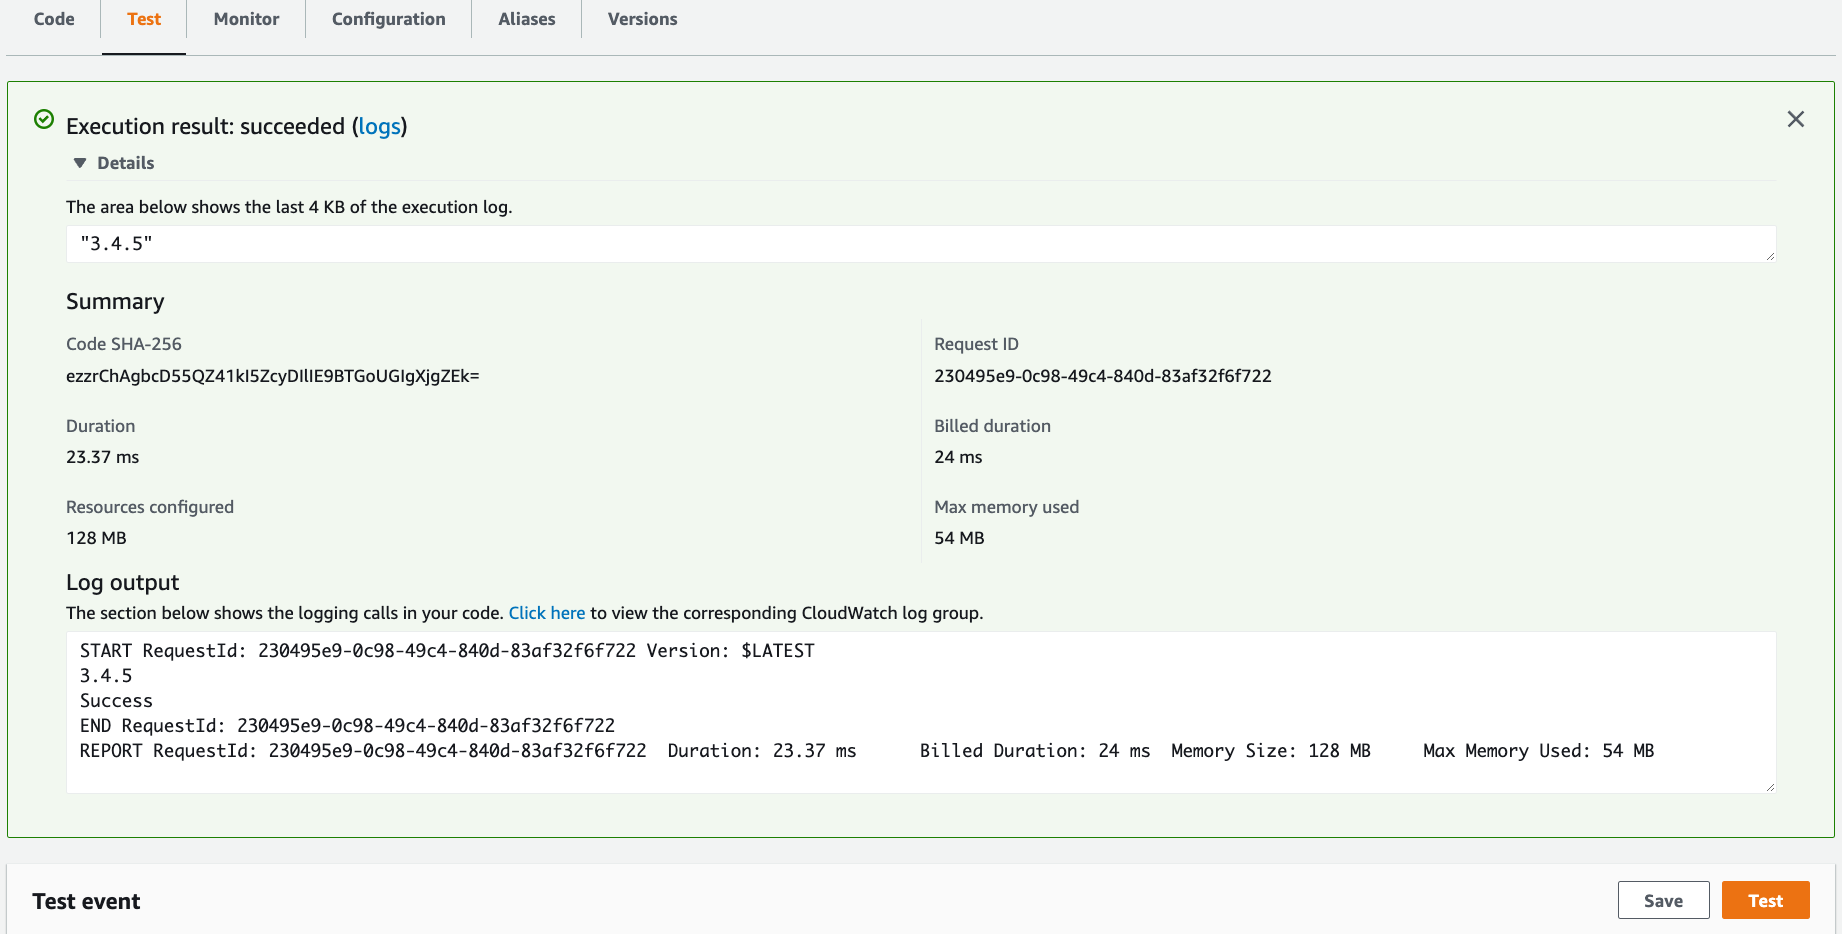 Code Test Monitor Configuration Aliases Versions
Execution result: succeeded (logs)
Details
The area below shows the last 4 KB of the execution log.
"3.4.5"
Summary
Code SHA-256
ezzrChAgbcD55QZ41kI5ZcyDIlIE9BTGoUGIgXjgZEk=
Request ID
230495e9-0c98-49c4-840d-83af32f6f722
Duration
23.37 ms
Billed duration
24 ms
Resources configured
128 MB
Max memory used
54 MB
Log output
The section below shows the logging calls in your code. Click here to view the corresponding CloudWatch log group.
START RequestId: 230495e9-0c98-49c4-840d-83af32f6f722 Version: $LATEST
3.4.5
Success
END RequestId: 230495e9-0c98-49c4-840d-83af32f6f722
REPORT RequestId: 230495e9-0c98-49c4-840d-83af32f6f722 Duration: 23.37 ms Billed Duration: 24 ms Memory Size: 128 MB Max Memory Used: 54 MB
Test event
Save Test